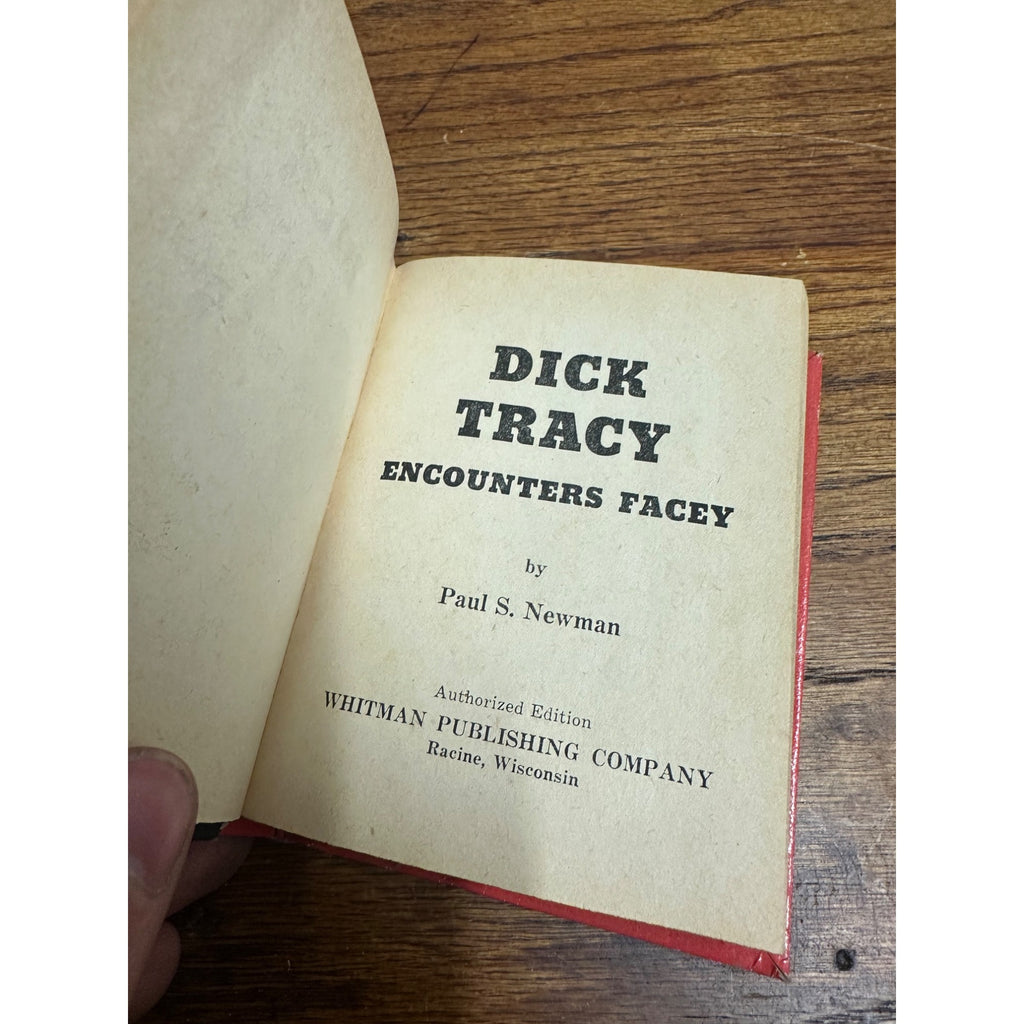 DICK
TRACY
ENCOUNTERS FACEY
by
Paul S. Newman
Authorized Edition
WHITMAN PUBLISHING COMPANY
Racine, Wisconsin